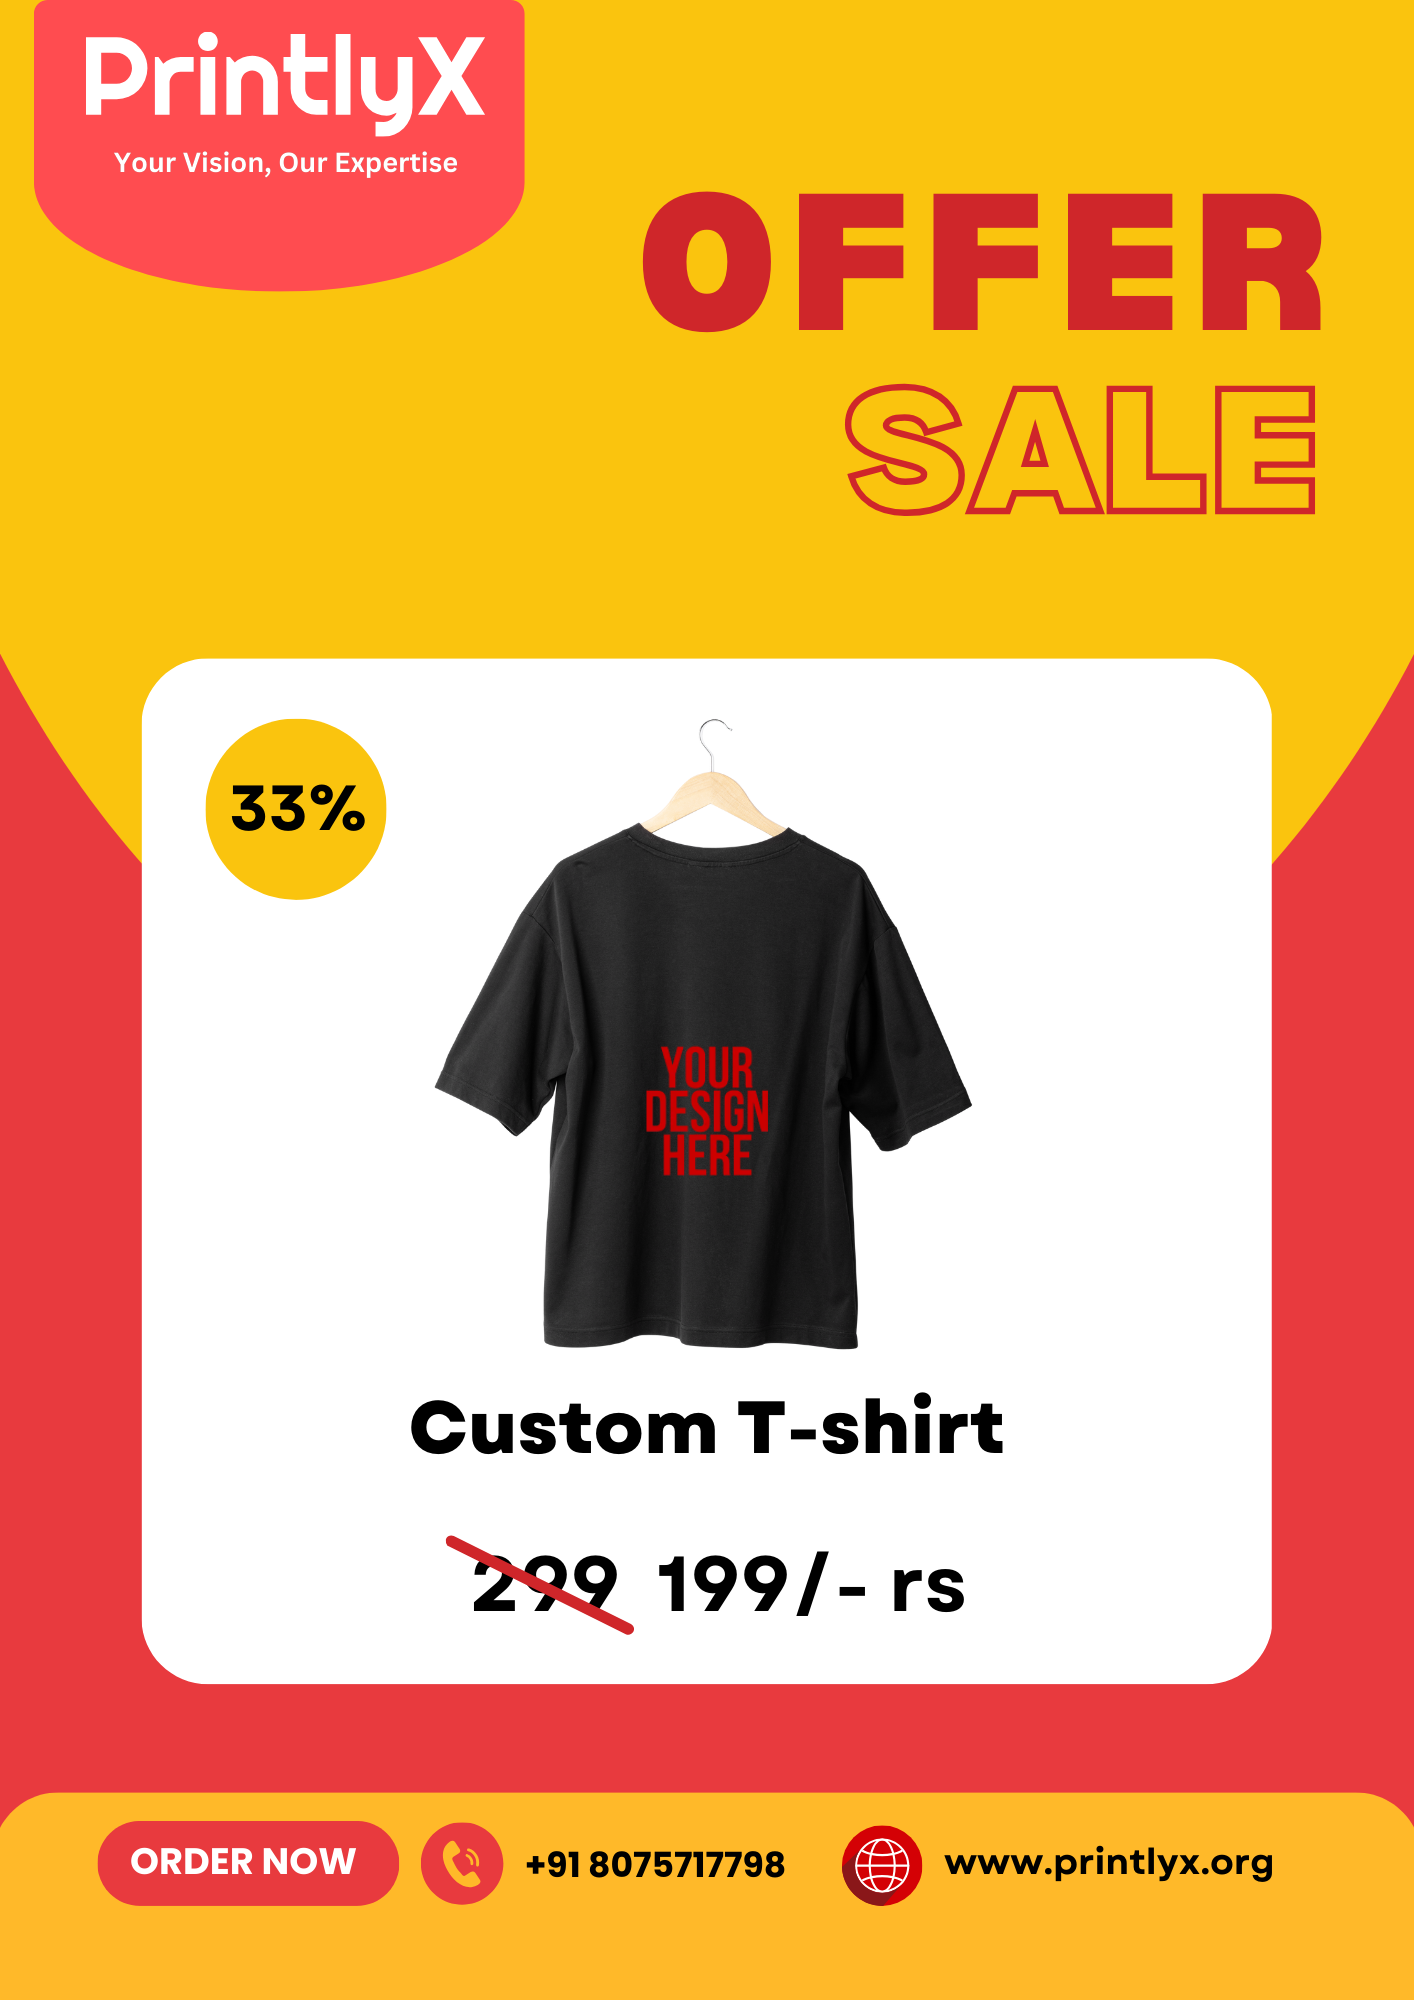 PrintlyX
Your Vision, Our Expertise
OFFER
SALE
33%
YOUR
DESIGN
HERE
Custom T-shirt
299 199/- rs
ORDER NOW +91 8075717798 www.printlyx.org